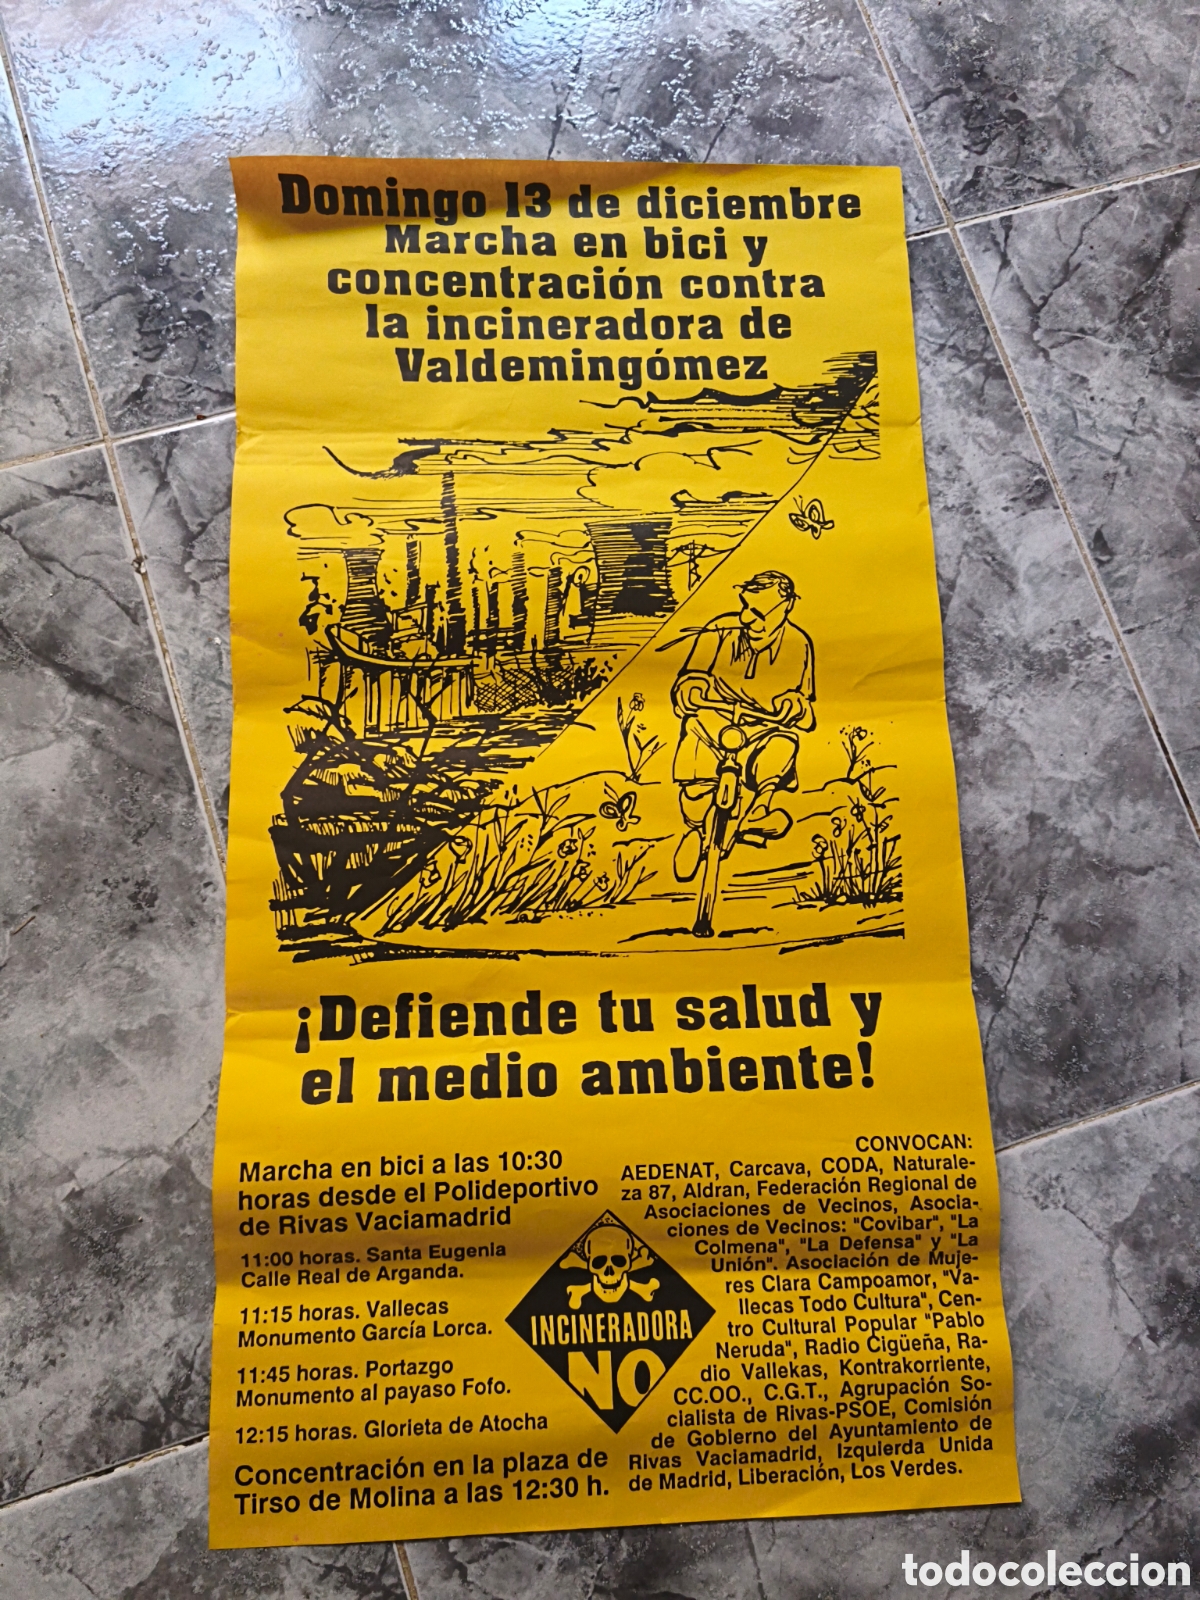 Domingo 13 de diciembre
Marcha en bici y
concentración contra
la incineradora de
Valdemingómez
¡Defiende tu salud y
el medio ambiente!
Marcha en bici a las 10:30
horas desde el Polideportivo
de Rivas Vaciamadrid
11:00 horas. Santa Eugenia
Calle Real de Arganda.
11:15 horas. Vallecas
Monumento García Lorca.
11:45 horas. Portazgo
Monumento al payaso Fofo.
12:15 horas. Glorieta de Atocha
Concentración en la plaza de
Tirso de Molina a las 12:30 h.
INCINERADORA
NO
CONVOCAN:
AEDENAT, Carcava, CODA, Naturale-
za 87, Aldran, Federación Regional de
Asociaciones de Vecinos, Asocia-
ciones de Vecinos: "Covibar", "La
Colmena", "La Defensa" y "La
Unión". Asociación de Muje-
res Clara Campoamor, "Va-
llecas Todo Cultura", Cen-
tro Cultural Popular "Pablo
Neruda", Radio Cigüeña, Ra-
dio Vallekas, Kontrakorriente,
CC.OO., C.G.T., Agrupación So-
cialista de Rivas-PSOE, Comisión
de Gobierno del Ayuntamiento de
Rivas Vaciamadrid, Izquierda Unida
de Madrid, Liberación, Los Verdes.
todocoleccion